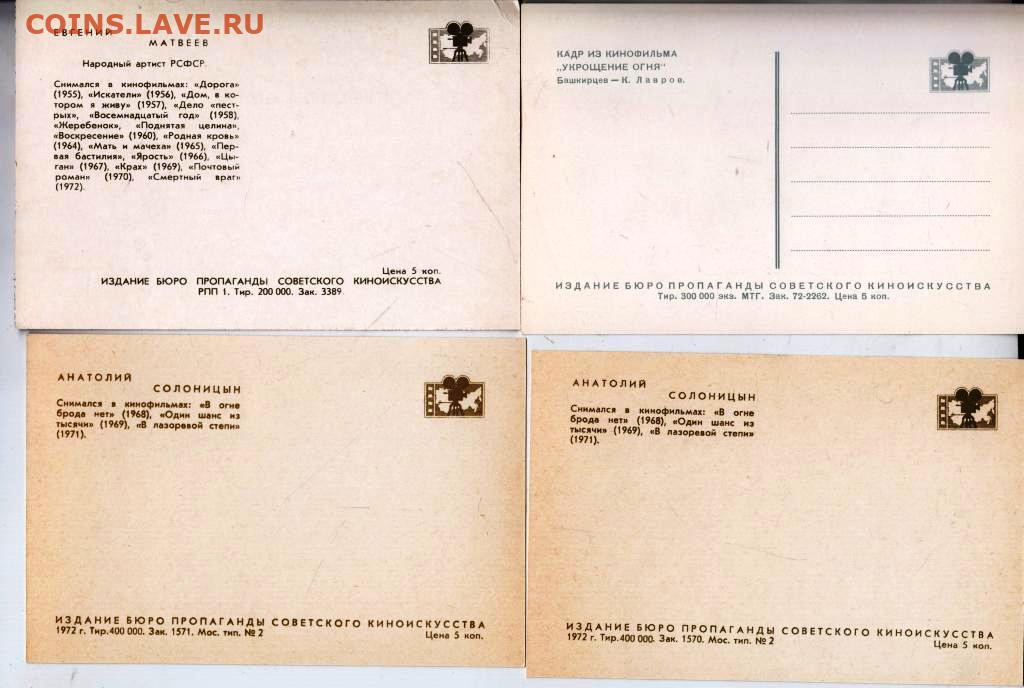 COINS.LAVE.РУ
ЕВГЕНИЙ
МАТВЕЕВ
Народный артист РСФСР.
Снимался в кинофильмах: «Дорога»
(1955), «Искатели» (1956), «Дом, в ко-
тором я живу» (1957), «Дело «пест-
рых», «Восемнадцатый год» (1958),
«Жеребенок», «Поднятая целина»,
«Воскресение» (1960), «Родная кровь»
(1964), «Мать и мачеха» (1965), «Пер-
вая бастилия», «Ярость» (1966), «Цы-
ган» (1967), «Крах» (1969), «Почтовый
роман» (1970), «Смертный враг»
(1972).
Цена 5 коп.
ИЗДАНИЕ БЮРО ПРОПАГАНДЫ СОВЕТСКОГО КИНОИСКУССТВА
РПП 1. Тир. 200 000. Зак. 3389
КАДР ИЗ КИНОФИЛЬМА
„УКРОЩЕНИЕ ОГНЯ"
Башкирцев — К. Лавров.
ИЗДАНИЕ БЮРО ПРОПАГАНДЫ СОВЕТСКОГО КИНОИСКУССТВА
Тир. 300 000 экз. МТГ. Зак. 72-2262. Цена 5 коп.
АНАТОЛИЙ
СОЛОНИЦЫН
Снимался в кинофильмах: «В огне
брода нет» (1968), «Один шанс из
тысячи» (1969), «В лазоревой степи»
(1971).
ИЗДАНИЕ БЮРО ПРОПАГАНДЫ СОВЕТСКОГО КИНОИСКУССТВА
1972 г. Тир. 400 000. Зак. 1571. Мос. тип. № 2
Цена 5 коп.
АНАТОЛИЙ
СОЛОНИЦЫН
Снимался в кинофильмах: «В огне
брода нет» (1968), «Один шанс из
тысячи» (1969), «В лазоревой степи»
(1971).
ИЗДАНИЕ БЮРО ПРОПАГАНДЫ СОВЕТСКОГО КИНОИСКУССТВА
1972 г. Тир. 400 000. Зак. 1570. Мос. тип. № 2
Цена 5 коп.